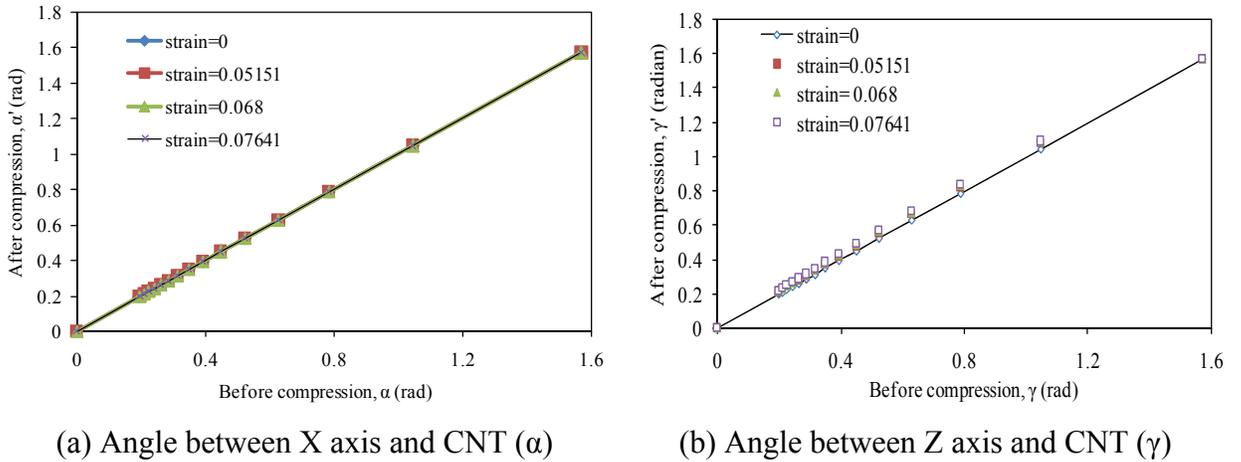 1.8
1.6
1.4
1.2
1
0.8
0.6
0.4
0.2
0
0
0.4
0.8
1.2
1.6
After compression, α' (rad)
Before compression, α (rad)
strain=0
strain=0.05151
strain=0.068
strain=0.07641
(a) Angle between X axis and CNT (α)
1.8
1.6
1.4
1.2
1
0.8
0.6
0.4
0.2
0
0
0.4
0.8
1.2
1.6
After compression, γ' (radian)
Before compression, γ (rad)
strain=0
strain=0.05151
strain= 0.068
strain=0.07641
(b) Angle between Z axis and CNT (γ)